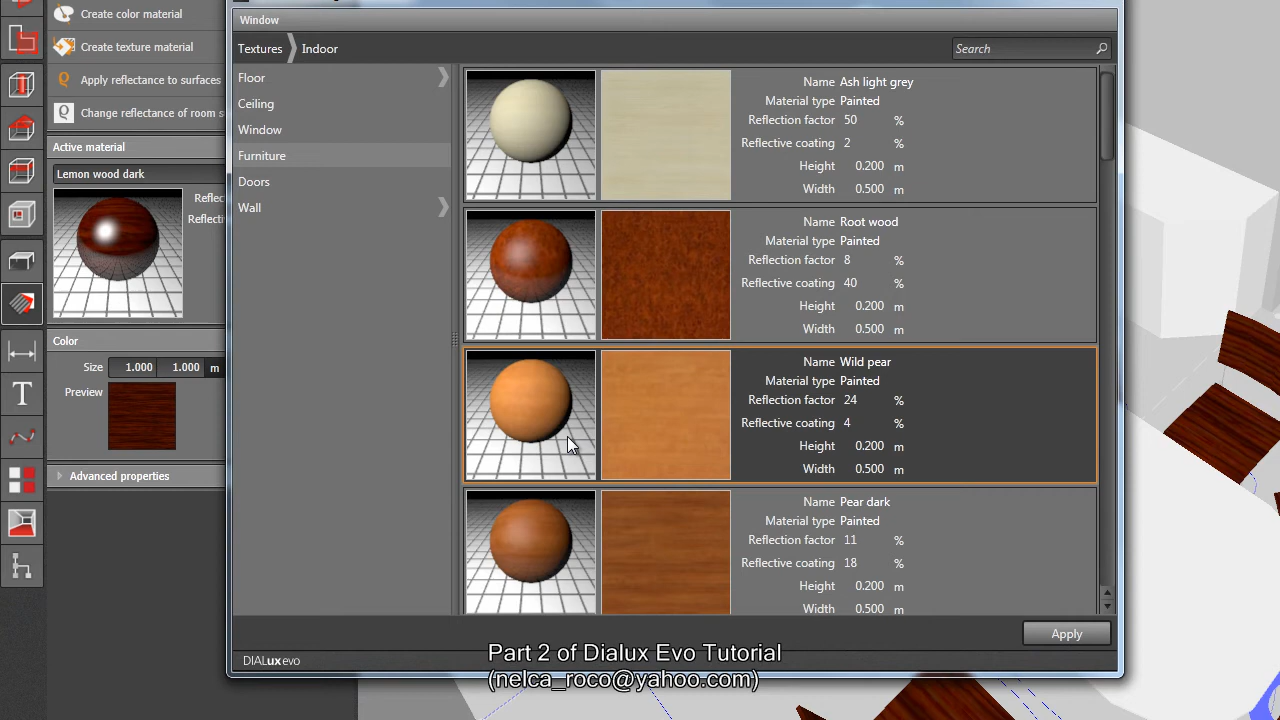 Create color material
Create texture material
Apply reflectance to surfaces
Change reflectance of room s
Active material
Lemon wood dark
Reflec
Reflecti
Color
Size 1.000 1.000 m
Preview
Advanced properties
Window
Textures Indoor
Search
Floor
Ceiling
Window
Furniture
Doors
Wall
Name Ash light grey
Material type Painted
Reflection factor 50 %
Reflective coating 2 %
Height 0.200 m
Width 0.500 m
Name Root wood
Material type Painted
Reflection factor 8 %
Reflective coating 40 %
Height 0.200 m
Width 0.500 m
Name Wild pear
Material type Painted
Reflection factor 24 %
Reflective coating 4 %
Height 0.200 m
Width 0.500 m
Name Pear dark
Material type Painted
Reflection factor 11 %
Reflective coating 18 %
Height 0.200 m
Width 0.500 m
Apply
DIALux evo
Part 2 of Dialux Evo Tutorial
(nelca_roco@yahoo.com)